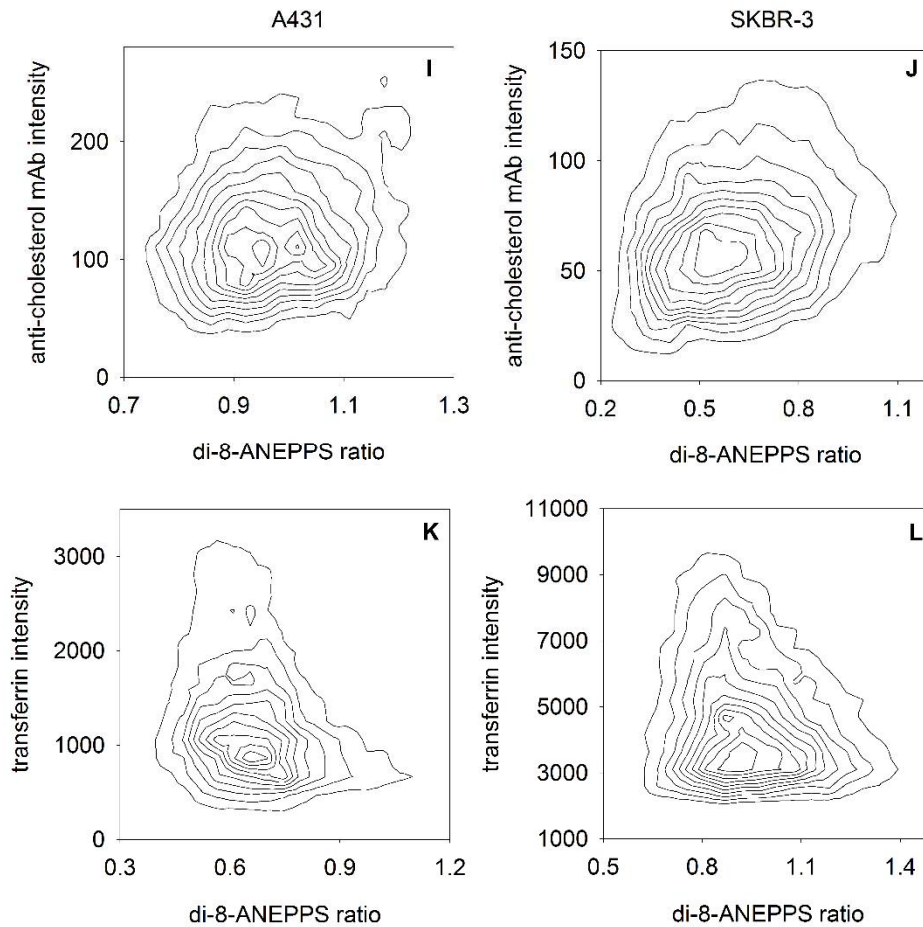 A431 SKBR-3
I J
anti-cholesterol mAb intensity
200
100
0
0.7 0.9 1.1 1.3
di-8-ANEPPS ratio
anti-cholesterol mAb intensity
150
100
50
0
0.2 0.5 0.8 1.1
di-8-ANEPPS ratio
K L
transferrin intensity
3000
2000
1000
0
0.3 0.6 0.9 1.2
di-8-ANEPPS ratio
transferrin intensity
11000
9000
7000
5000
3000
1000
0.5 0.8 1.1 1.4
di-8-ANEPPS ratio